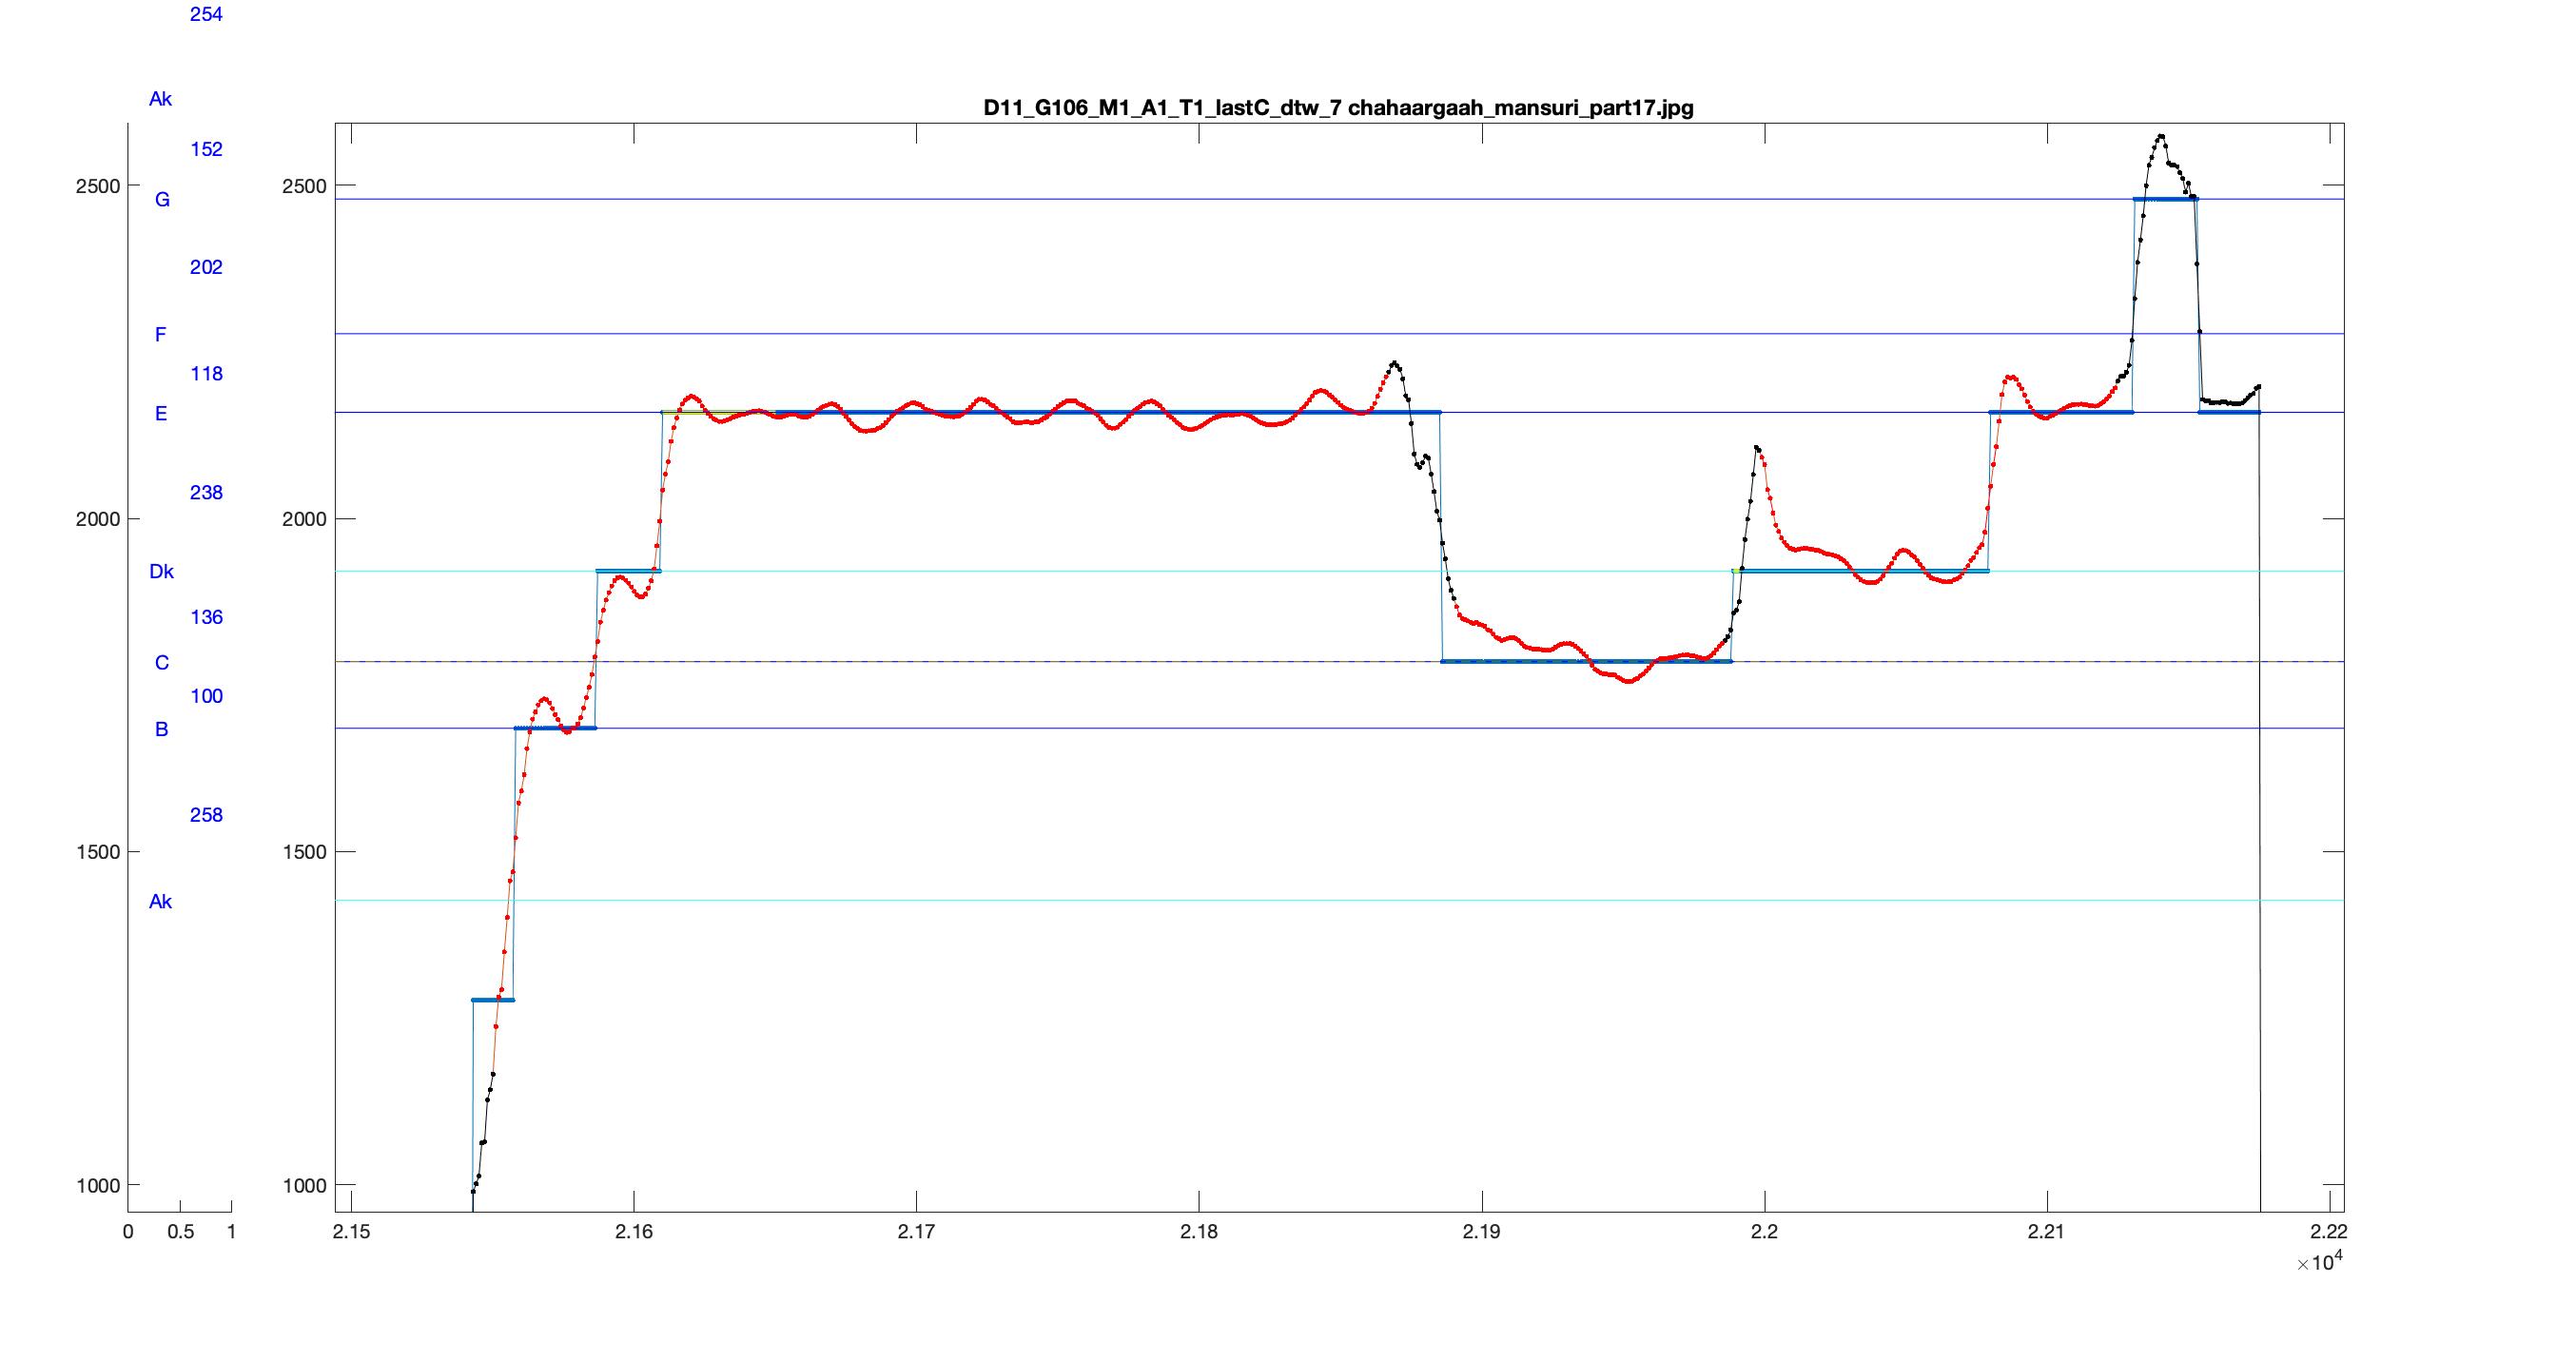 254
Ak
D11_G106_M1_A1_T1_lastC_dtw_7 chahaargaah_mansuri_part17.jpg
152
2500 2500
G
202
F
118
E
238
2000 2000
Dk
136
C
100
B
258
1500 1500
Ak
1000 1000
0 0.5 1 2.15 2.16 2.17 2.18 2.19 2.2 2.21 2.22
×10⁴